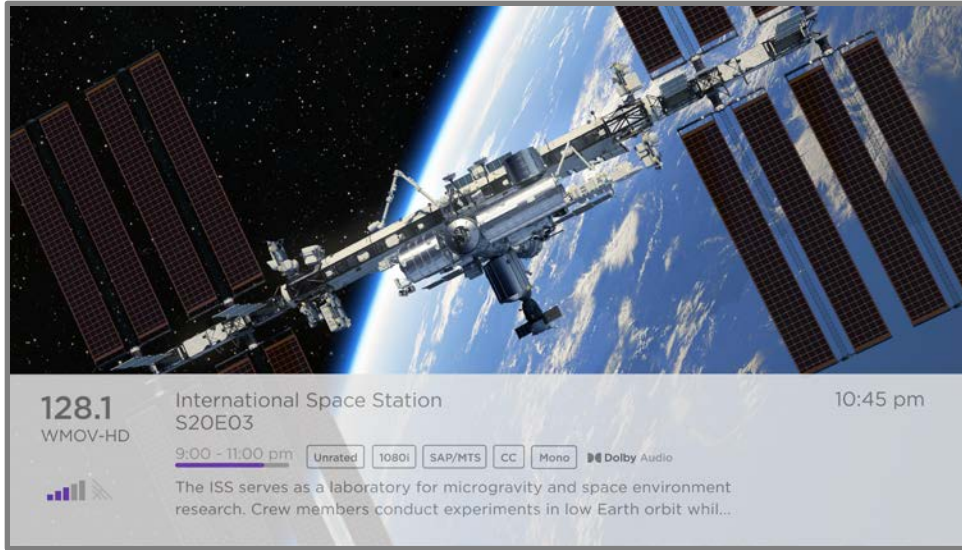 128.1
WMOV-HD
International Space Station
S20E03
10:45 pm
9:00 - 11:00 pm Unrated 1080i SAP/MTS CC Mono Dolby Audio
The ISS serves as a laboratory for microgravity and space environment
research. Crew members conduct experiments in low Earth orbit whil...